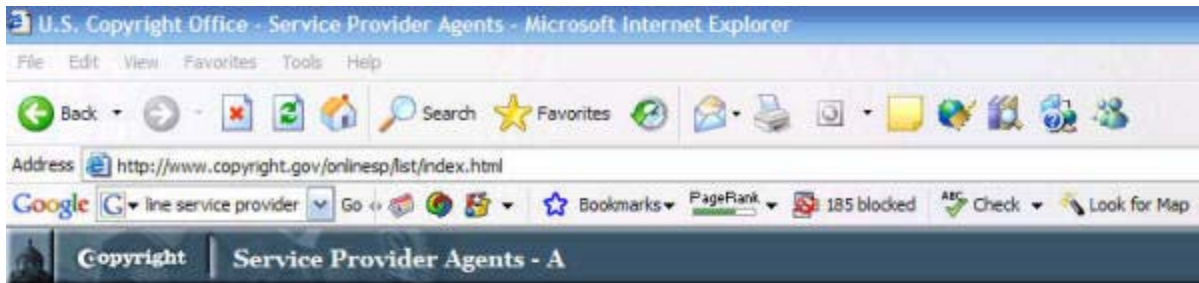 U.S. Copyright Office - Service Provider Agents - Microsoft Internet Explorer
File Edit View Favorites Tools Help
Back Search Favorites
Address http://www.copyright.gov/onlinesp/list/index.html
Google G line service provider Go Bookmarks PageRank 185 blocked ABC Check Look for Map
Copyright Service Provider Agents - A